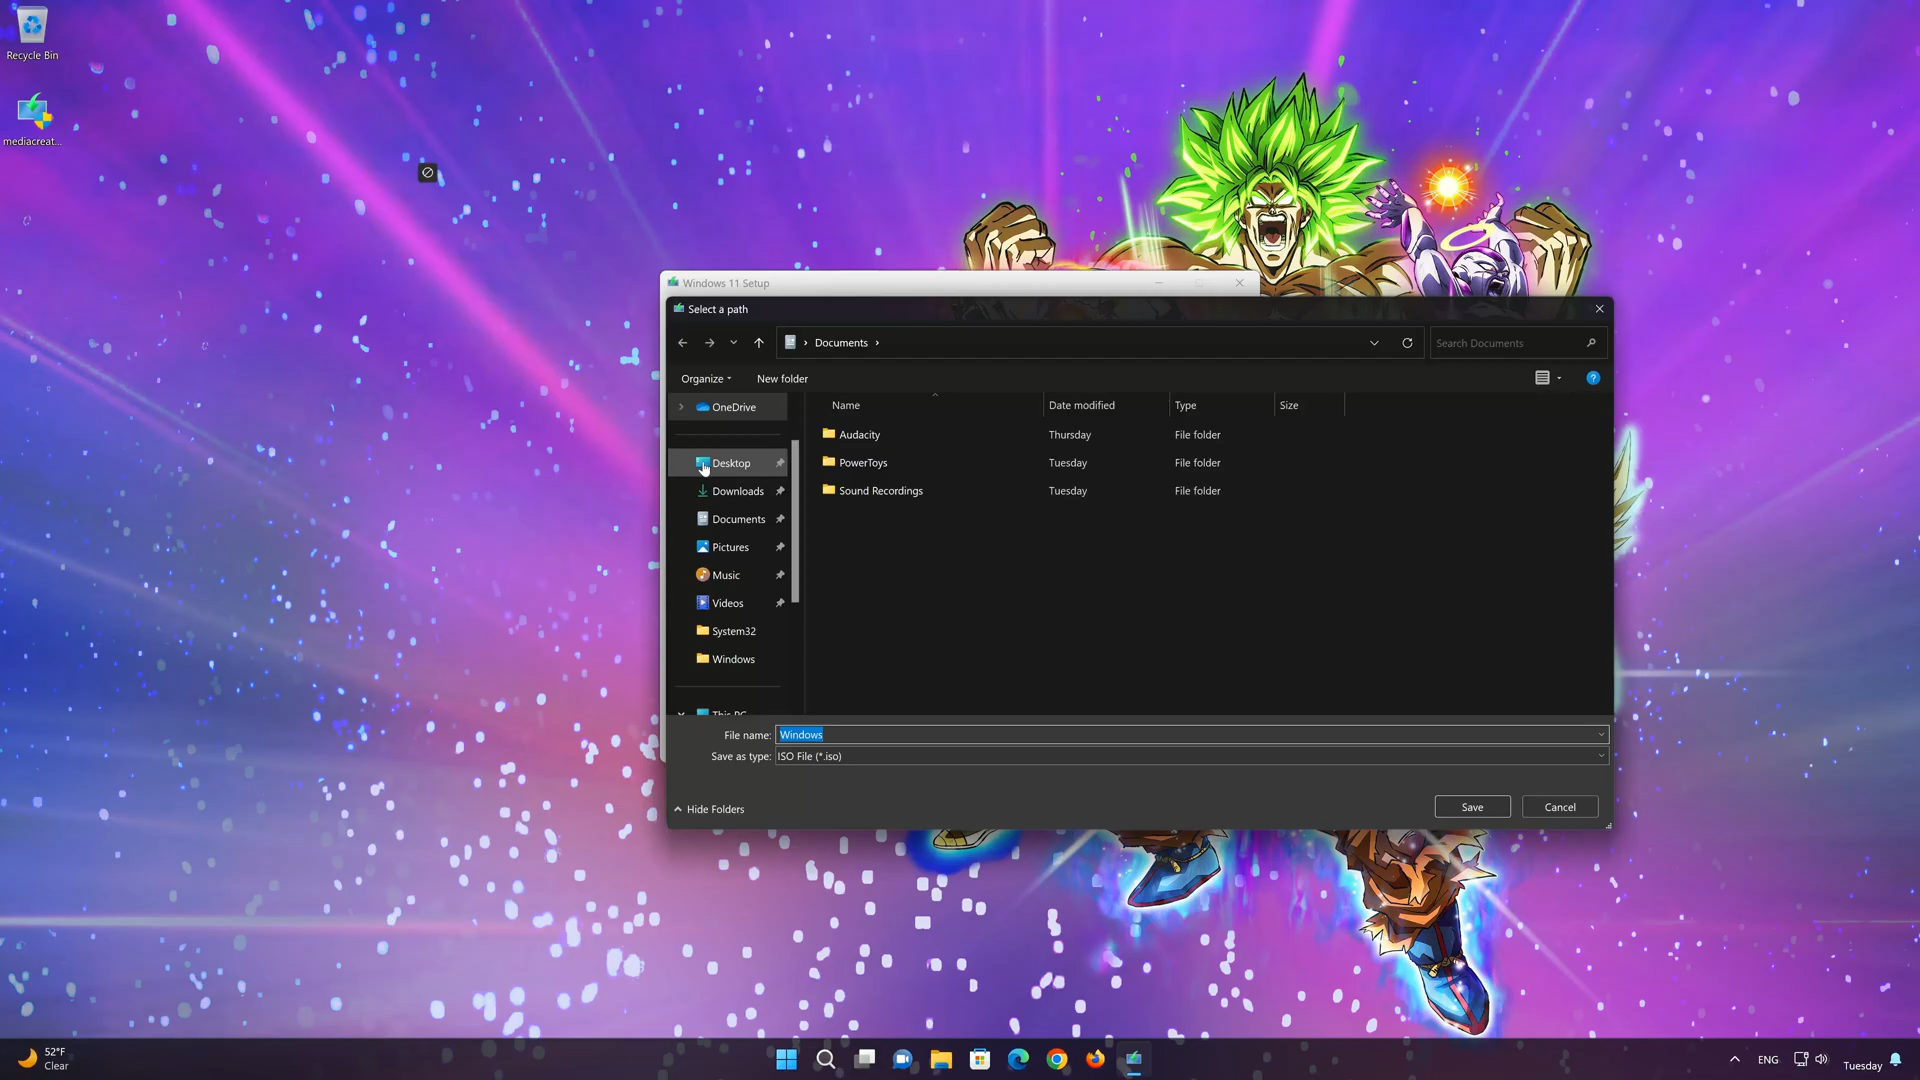 Recycle Bin
mediacreat...
Windows 11 Setup
Select a path
Documents
Search Documents
Organize
New folder
OneDrive
Desktop
Downloads
Documents
Pictures
Music
Videos
System32
Windows
This PC
Name
Date modified
Type
Size
Audacity
Thursday
File folder
PowerToys
Tuesday
File folder
Sound Recordings
Tuesday
File folder
File name: Windows
Save as type: ISO File (*.iso)
Hide Folders
Save
Cancel
52°F
Clear
ENG
Tuesday